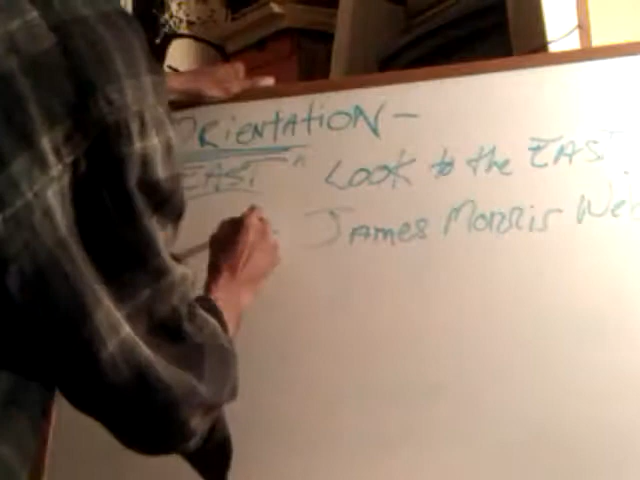 ORIENTATION -
EAST " LOOK to the EAST
JAMES MORRIS